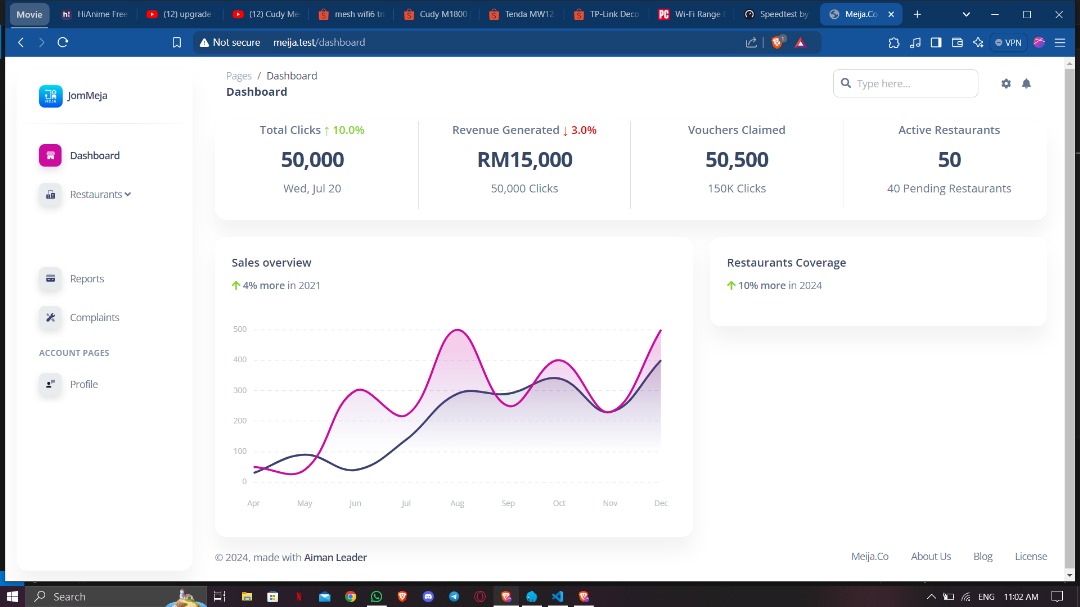 Movie
HiAnime Free
(12) upgrade
(12) Cudy Me
mesh wifi6 tr
Cudy M1800
Tenda MW12
TP-Link Deco
Wi-Fi Range
Speedtest by
Meija.Co
Not secure meija.test/dashboard
VPN
JomMeja
Dashboard
Restaurants
Reports
Complaints
ACCOUNT PAGES
Profile
Pages / Dashboard
Dashboard
Type here...
Total Clicks ↑ 10.0%
50,000
Wed, Jul 20
Revenue Generated ↓ 3.0%
RM15,000
50,000 Clicks
Vouchers Claimed
50,500
150K Clicks
Active Restaurants
50
40 Pending Restaurants
Sales overview
↑ 4% more in 2021
500
400
300
200
100
0
Apr May Jun Jul Aug Sep Oct Nov Dec
Restaurants Coverage
↑ 10% more in 2024
© 2024, made with Aiman Leader
Meija.Co About Us Blog License
Search
ENG 11:02 AM